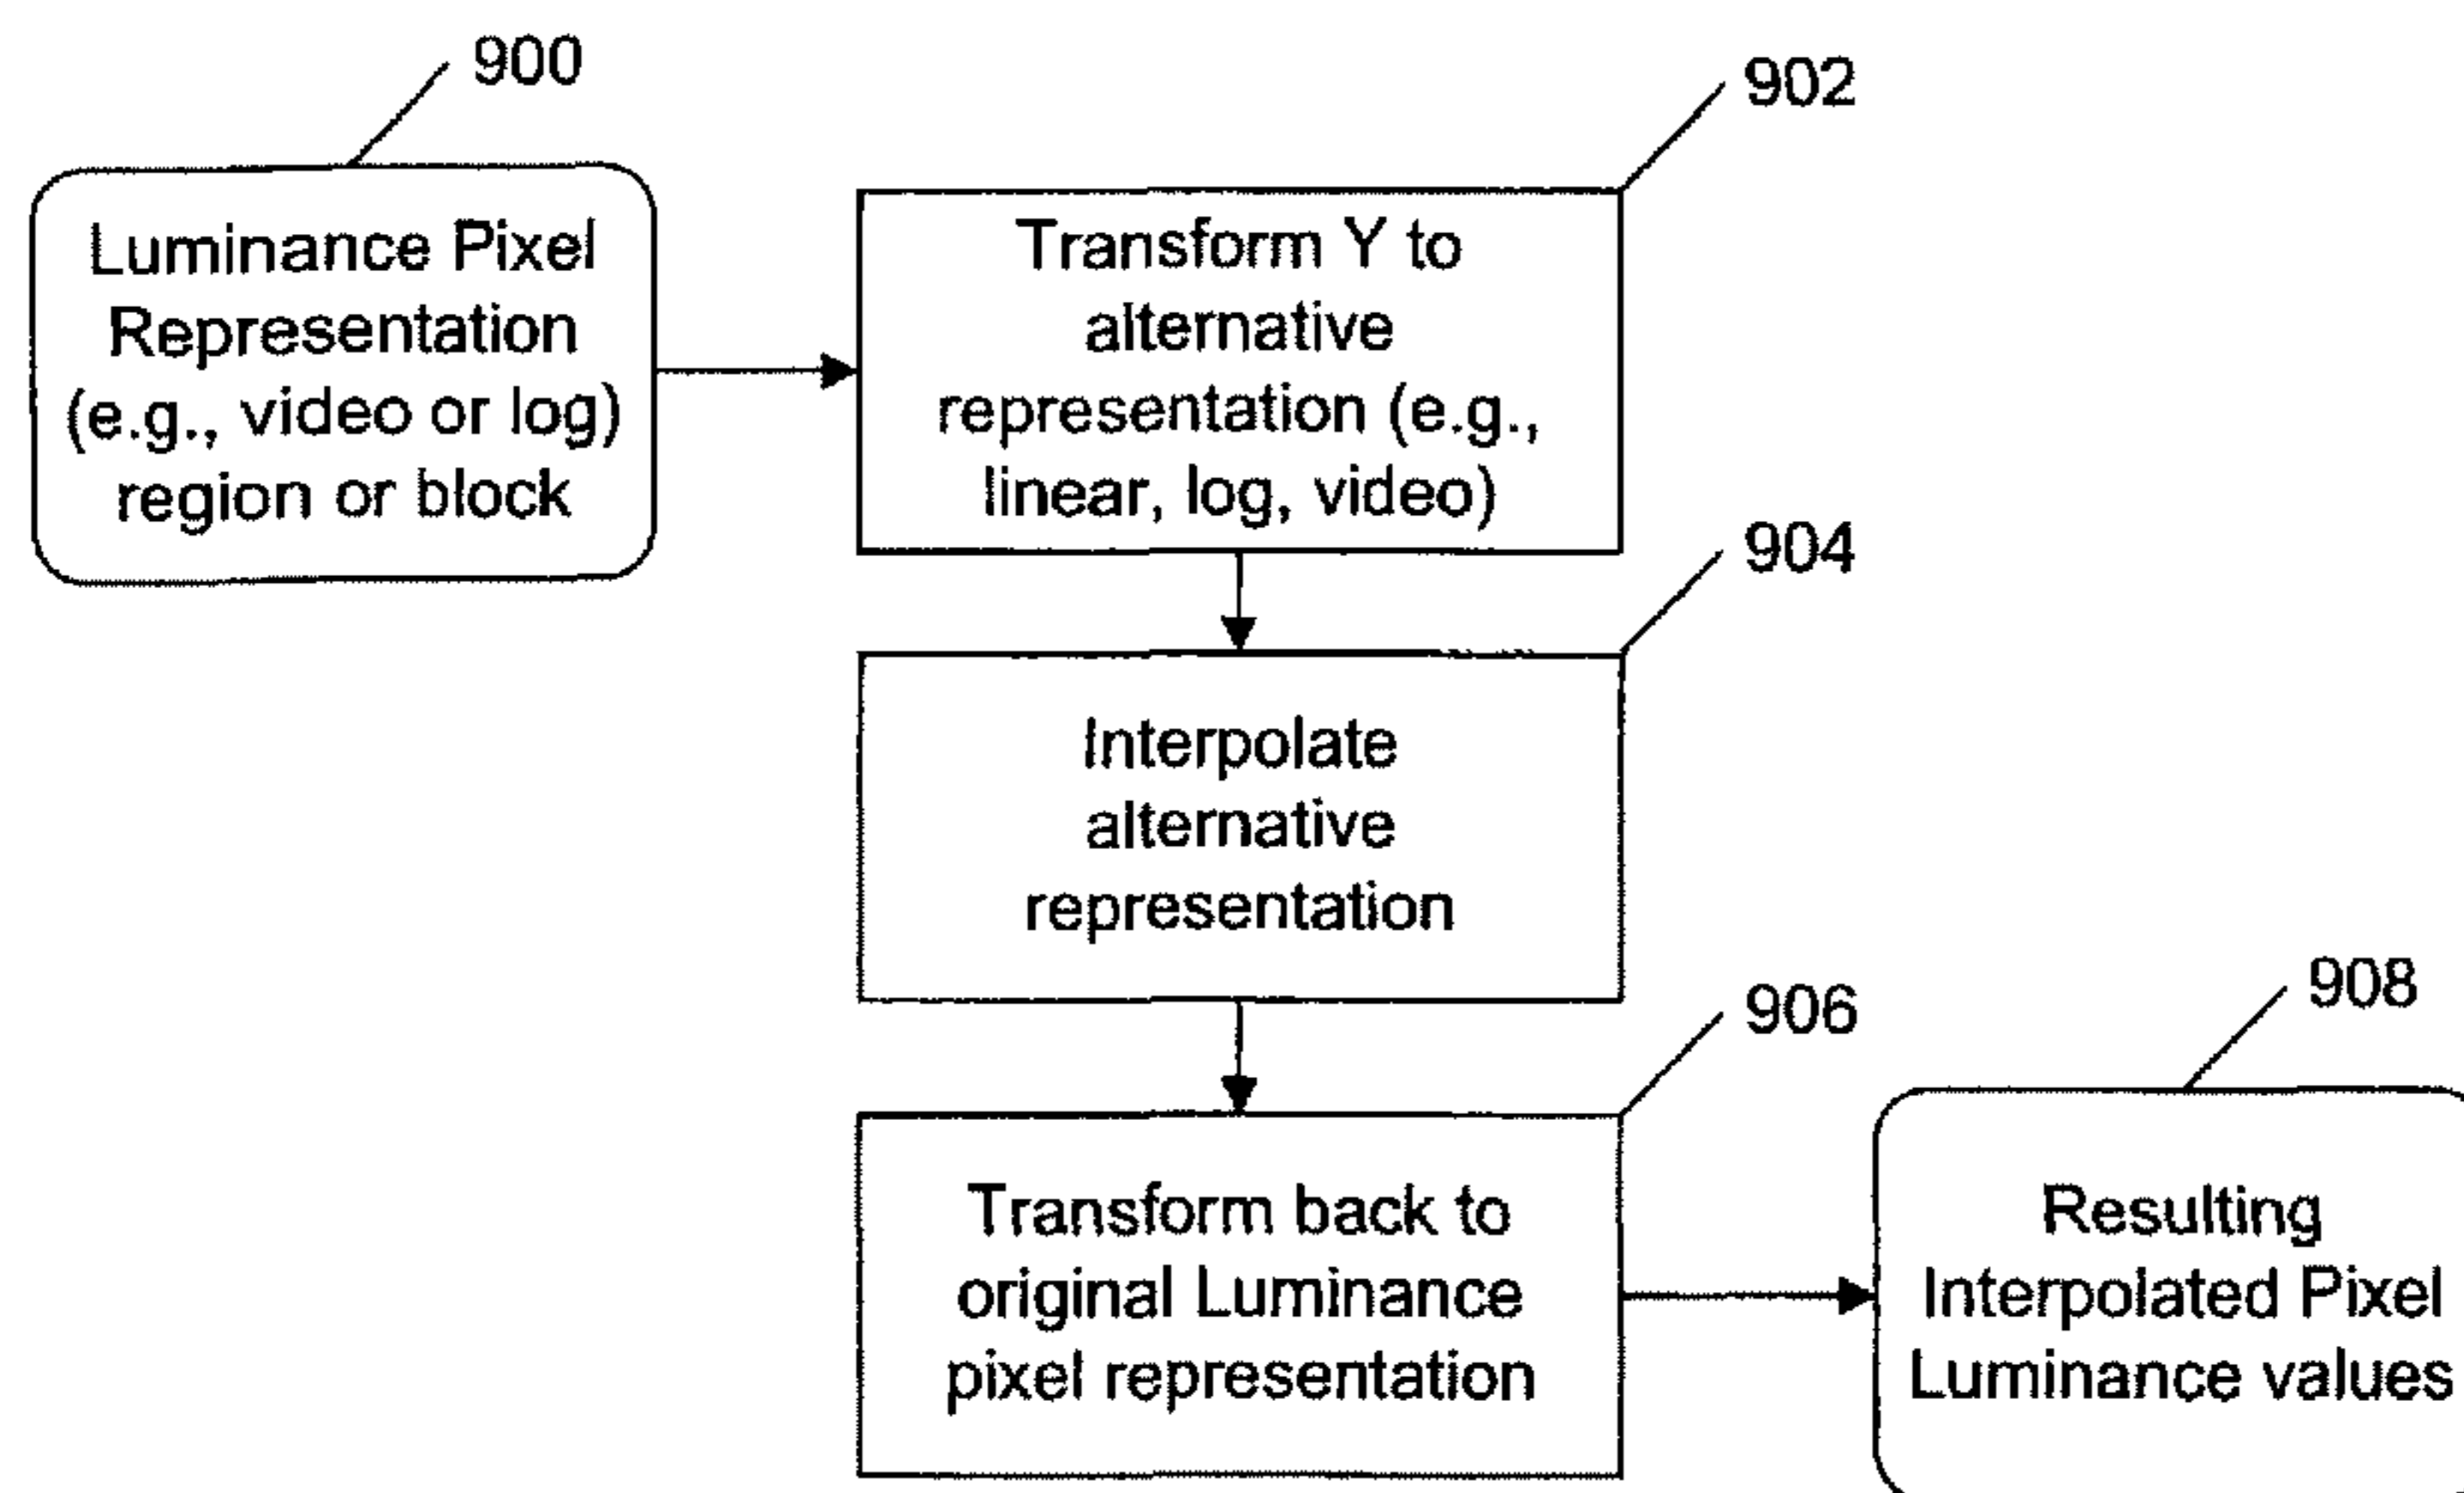 900
Luminance Pixel
Representation
(e.g., video or log)
region or block
902
Transform Y to
alternative
representation (e.g.,
linear, log, video)
904
Interpolate
alternative
representation
906
Transform back to
original Luminance
pixel representation
908
Resulting
Interpolated Pixel
Luminance values